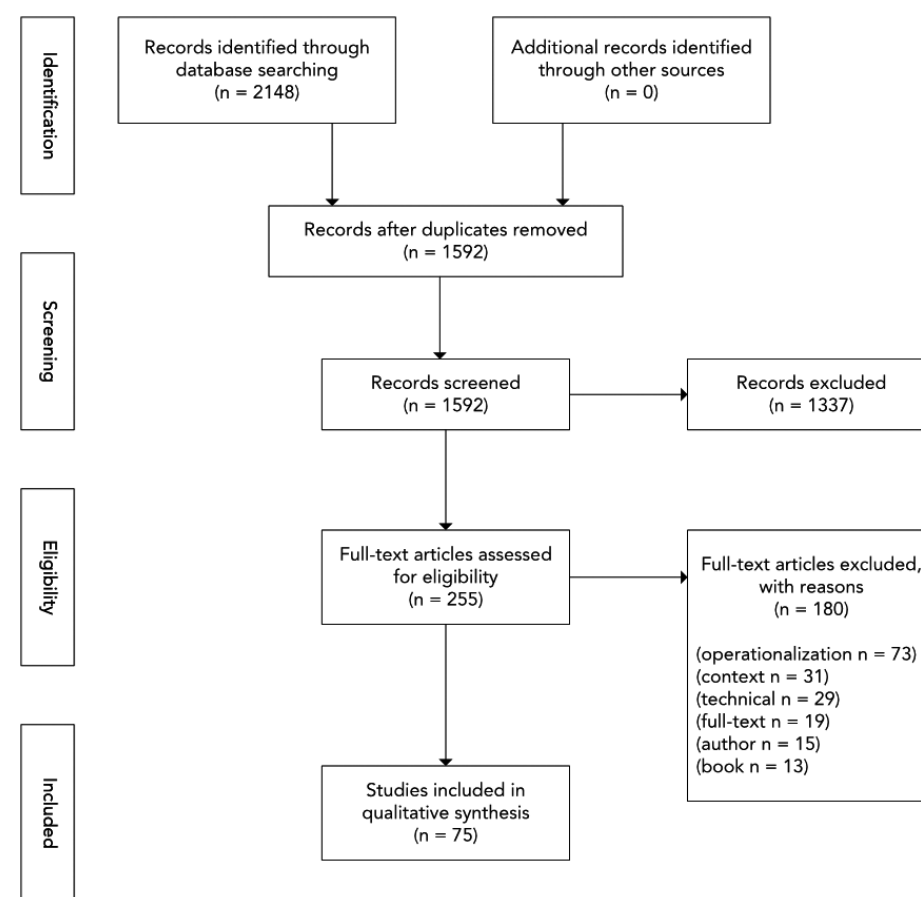 Identification
Records identified through
database searching
(n = 2148)
Additional records identified
through other sources
(n = 0)
Records after duplicates removed
(n = 1592)
Screening
Records screened
(n = 1592)
Records excluded
(n = 1337)
Eligibility
Full-text articles assessed
for eligibility
(n = 255)
Full-text articles excluded,
with reasons
(n = 180)
(operationalization n = 73)
(context n = 31)
(technical n = 29)
(full-text n = 19)
(author n = 15)
(book n = 13)
Included
Studies included in
qualitative synthesis
(n = 75)